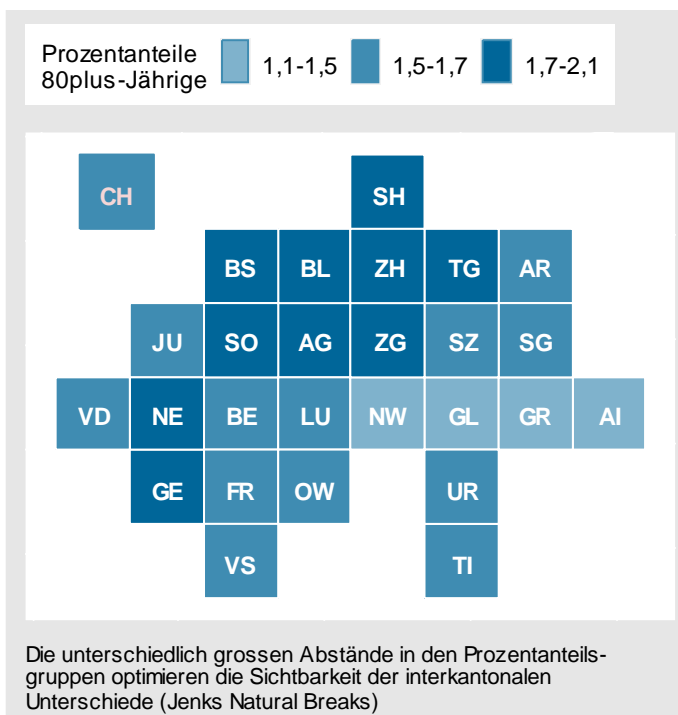 Prozentanteile
80plus-Jährige
1,1-1,5
1,5-1,7
1,7-2,1
CH
SH
BS
BL
ZH
TG
AR
JU
SO
AG
ZG
SZ
SG
VD
NE
BE
LU
NW
GL
GR
AI
GE
FR
OW
UR
VS
TI
Die unterschiedlich grossen Abstände in den Prozentanteils-
gruppen optimieren die Sichtbarkeit der interkantonalen
Unterschiede (Jenks Natural Breaks)